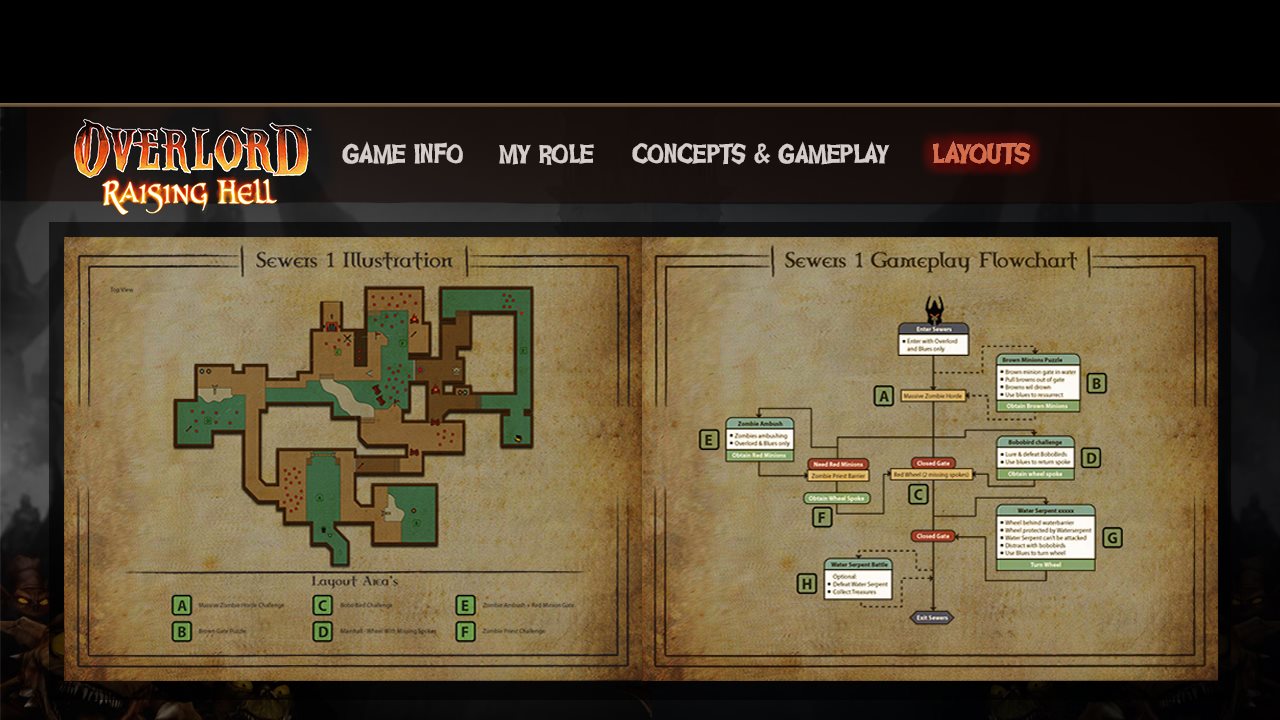 OVERLORD
RAISING HELL
GAME INFO
MY ROLE
CONCEPTS & GAMEPLAY
LAYOUTS
Sewers 1 Illustration
Top View
Layout Area's
A Massive Zombie Horde Challenge
B Brown Gate Puzzle
C BoboBird Challenge
D Mainhall - Wheel With Missing Spokes
E Zombie Ambush + Red Minion Gate
F Zombie Priest Challenge
Sewers 1 Gameplay Flowchart
Enter Sewers
Enter with Overlord
and Blues only
Brown Minions Puzzle
Brown minion gate in water
Pull browns out of gate
Browns wil drown
Use blues to ressurect
Obtain Brown Minions
B
A
Massive Zombie Horde
E
Zombie Ambush
Zombies ambushing
Overlord & Blues only
Obtain Red Minions
Need Red Minions
Zombie Priest Barrier
Obtain Wheel Spoke
F
Closed Gate
Red Wheel (2 missing spokes)
C
Bobobird challenge
Lure & defeat BoboBirds
Use blues to return spoke
Obtain wheel spoke
D
Water Serpent xxxxx
Wheel behind waterbarrier
Wheel protected by Waterserpent
Water Serpent can't be attacked
Distract with bobobirds
Use Blues to turn wheel
Turn Wheel
G
Closed Gate
H
Water Serpent Battle
Optional:
Defeat Water Serpent
Collect Treasures
Exit Sewers